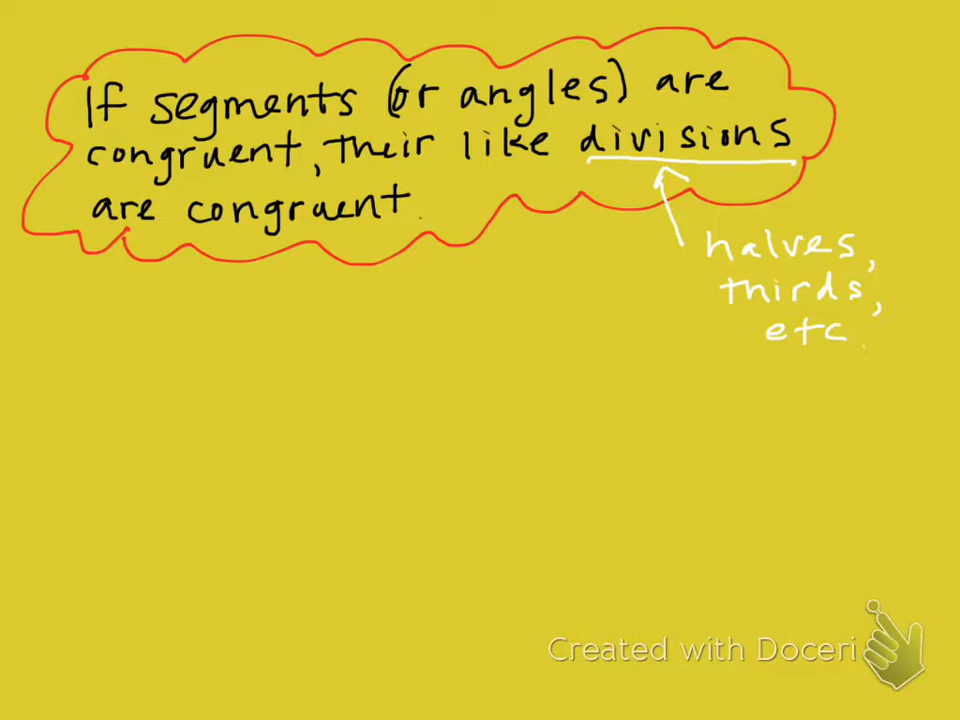 If segments (or angles) are
congruent, their like divisions
are congruent.
halves,
thirds,
etc.
Created with Doceri